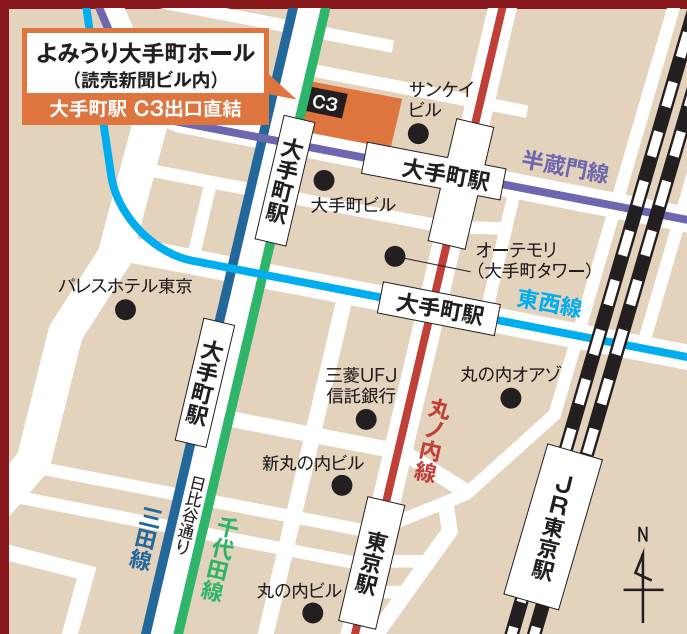 よみうり大手町ホール
（読売新聞ビル内）
大手町駅 C3出口直結
C3
サンケイ
ビル
大手町駅
大手町駅
半蔵門線
大手町ビル
オーテモリ
（大手町タワー）
パレスホテル東京
大手町駅
東西線
大手町駅
三菱UFJ
信託銀行
丸の内オアゾ
丸ノ内線
新丸の内ビル
日比谷通り
三田線
千代田線
東京駅
JR東京駅
N
丸の内ビル